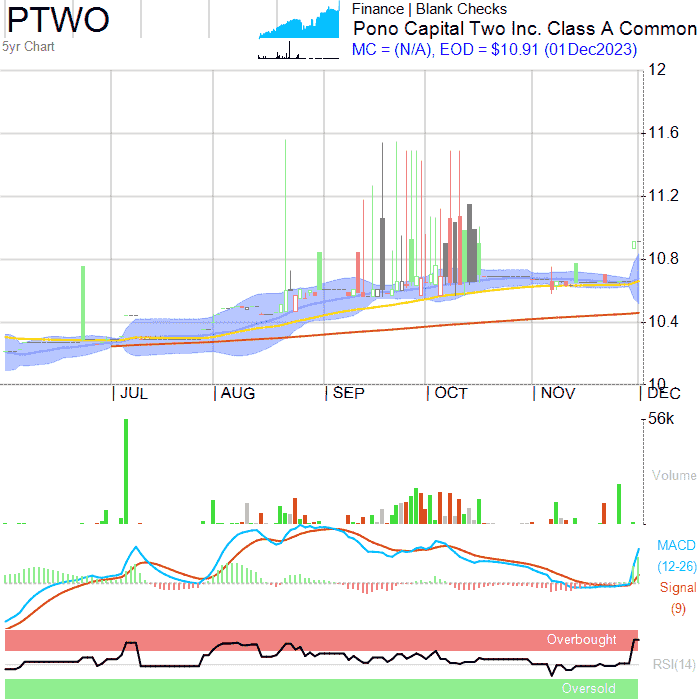 PTWO
5yr Chart
Finance | Blank Checks
Pono Capital Two Inc. Class A Common
MC = (N/A), EOD = $10.91 (01Dec2023)
12
11.6
11.2
10.8
10.4
10
JUL AUG SEP OCT NOV DEC
56k
Volume
MACD
(12-26)
Signal
(9)
Overbought
RSI(14)
Oversold